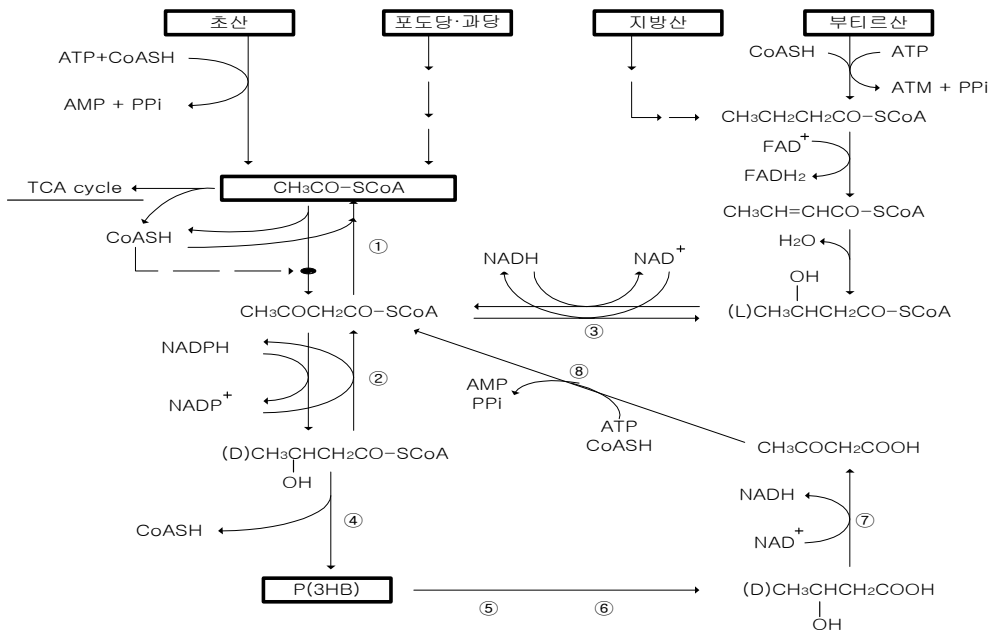 초산
포도당·과당
지방산
부티르산
ATP+CoASH
AMP + PPi
CoASH
ATP
ATM + PPi
CH₃CH₂CH₂CO-SCoA
FAD⁺
FADH₂
TCA cycle
CH₃CO-SCoA
CH₃CH=CHCO-SCoA
CoASH
①
H₂O
NADH
NAD⁺
OH
CH₃COCH₂CO-SCoA
(L)CH₃CHCH₂CO-SCoA
③
NADPH
NADP⁺
②
⑧
AMP
PPi
ATP
CoASH
(D)CH₃CHCH₂CO-SCoA
OH
CH₃COCH₂COOH
CoASH
④
NADH
NAD⁺
⑦
P(3HB)
⑤
⑥
(D)CH₃CHCH₂COOH
OH